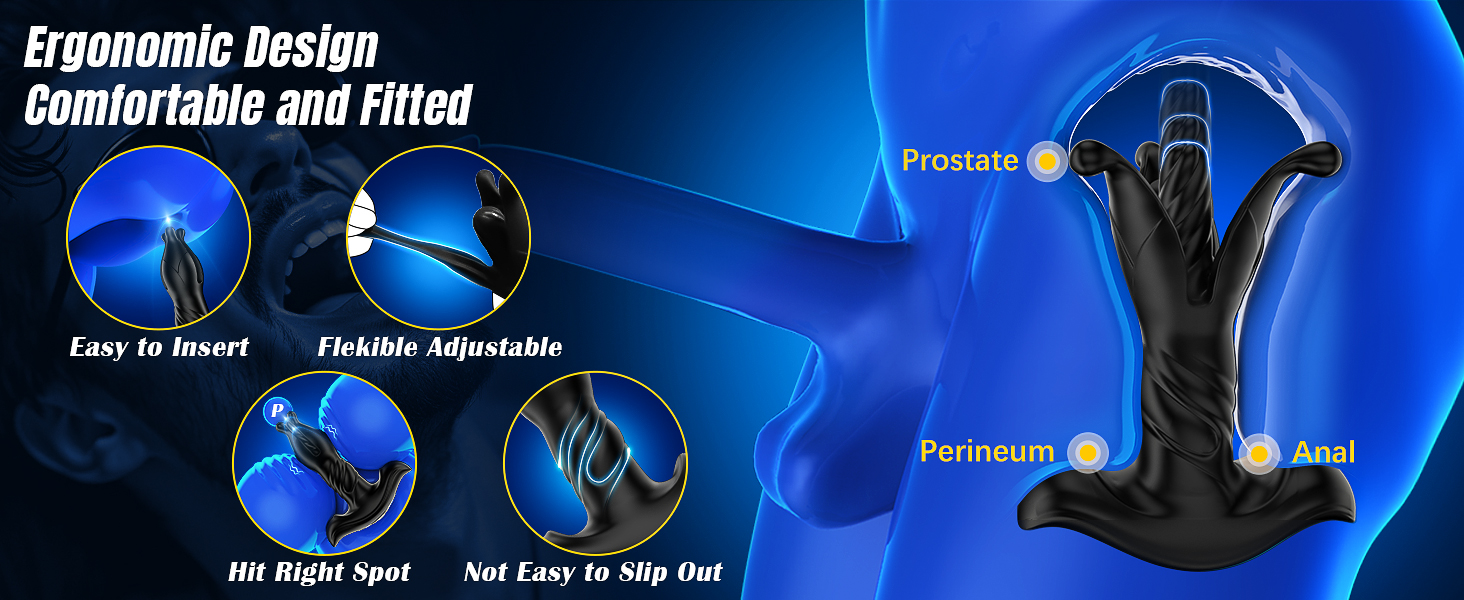 Ergonomic Design
Comfortable and Fitted
Prostate
Easy to Insert
Flekible Adjustable
P
Perineum
Anal
Hit Right Spot
Not Easy to Slip Out